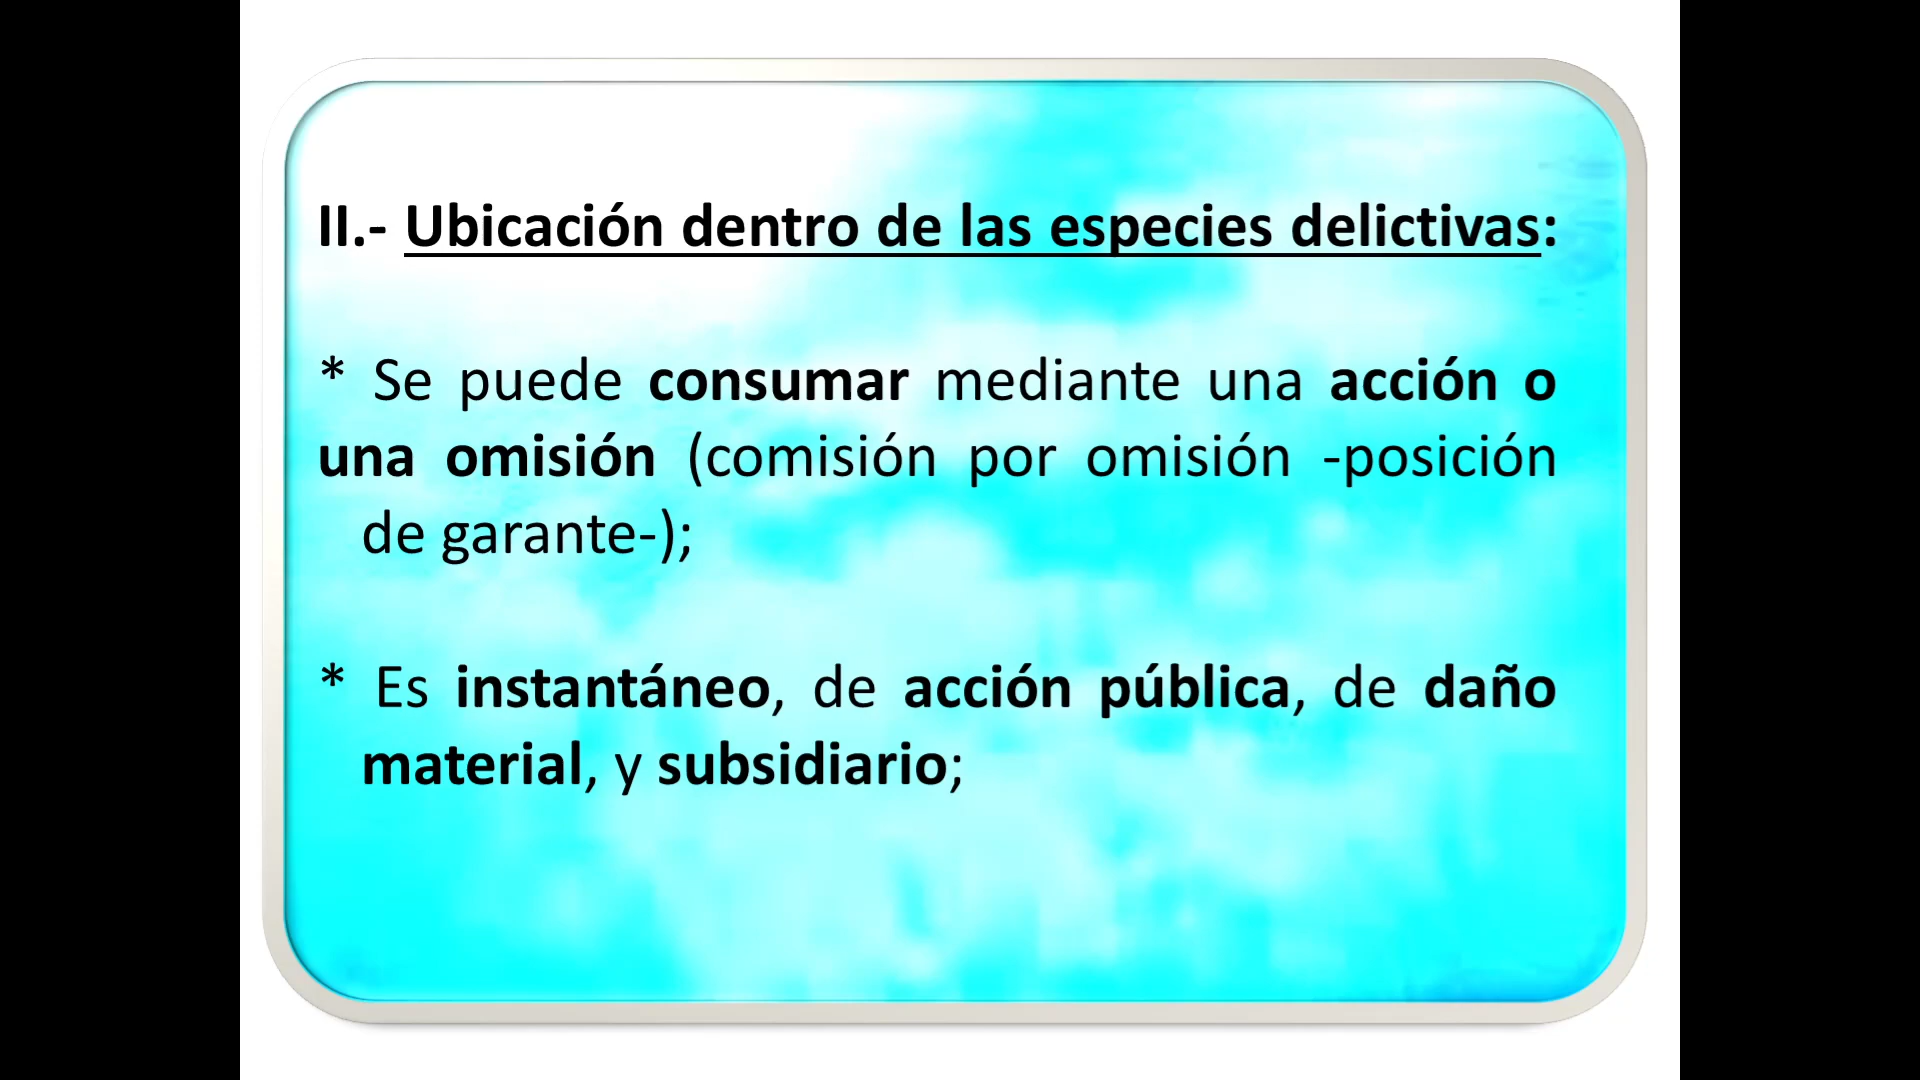 II.- Ubicación dentro de las especies delictivas:
* Se puede consumar mediante una acción o
una omisión (comisión por omisión -posición
de garante-);
* Es instantáneo, de acción pública, de daño
material, y subsidiario;